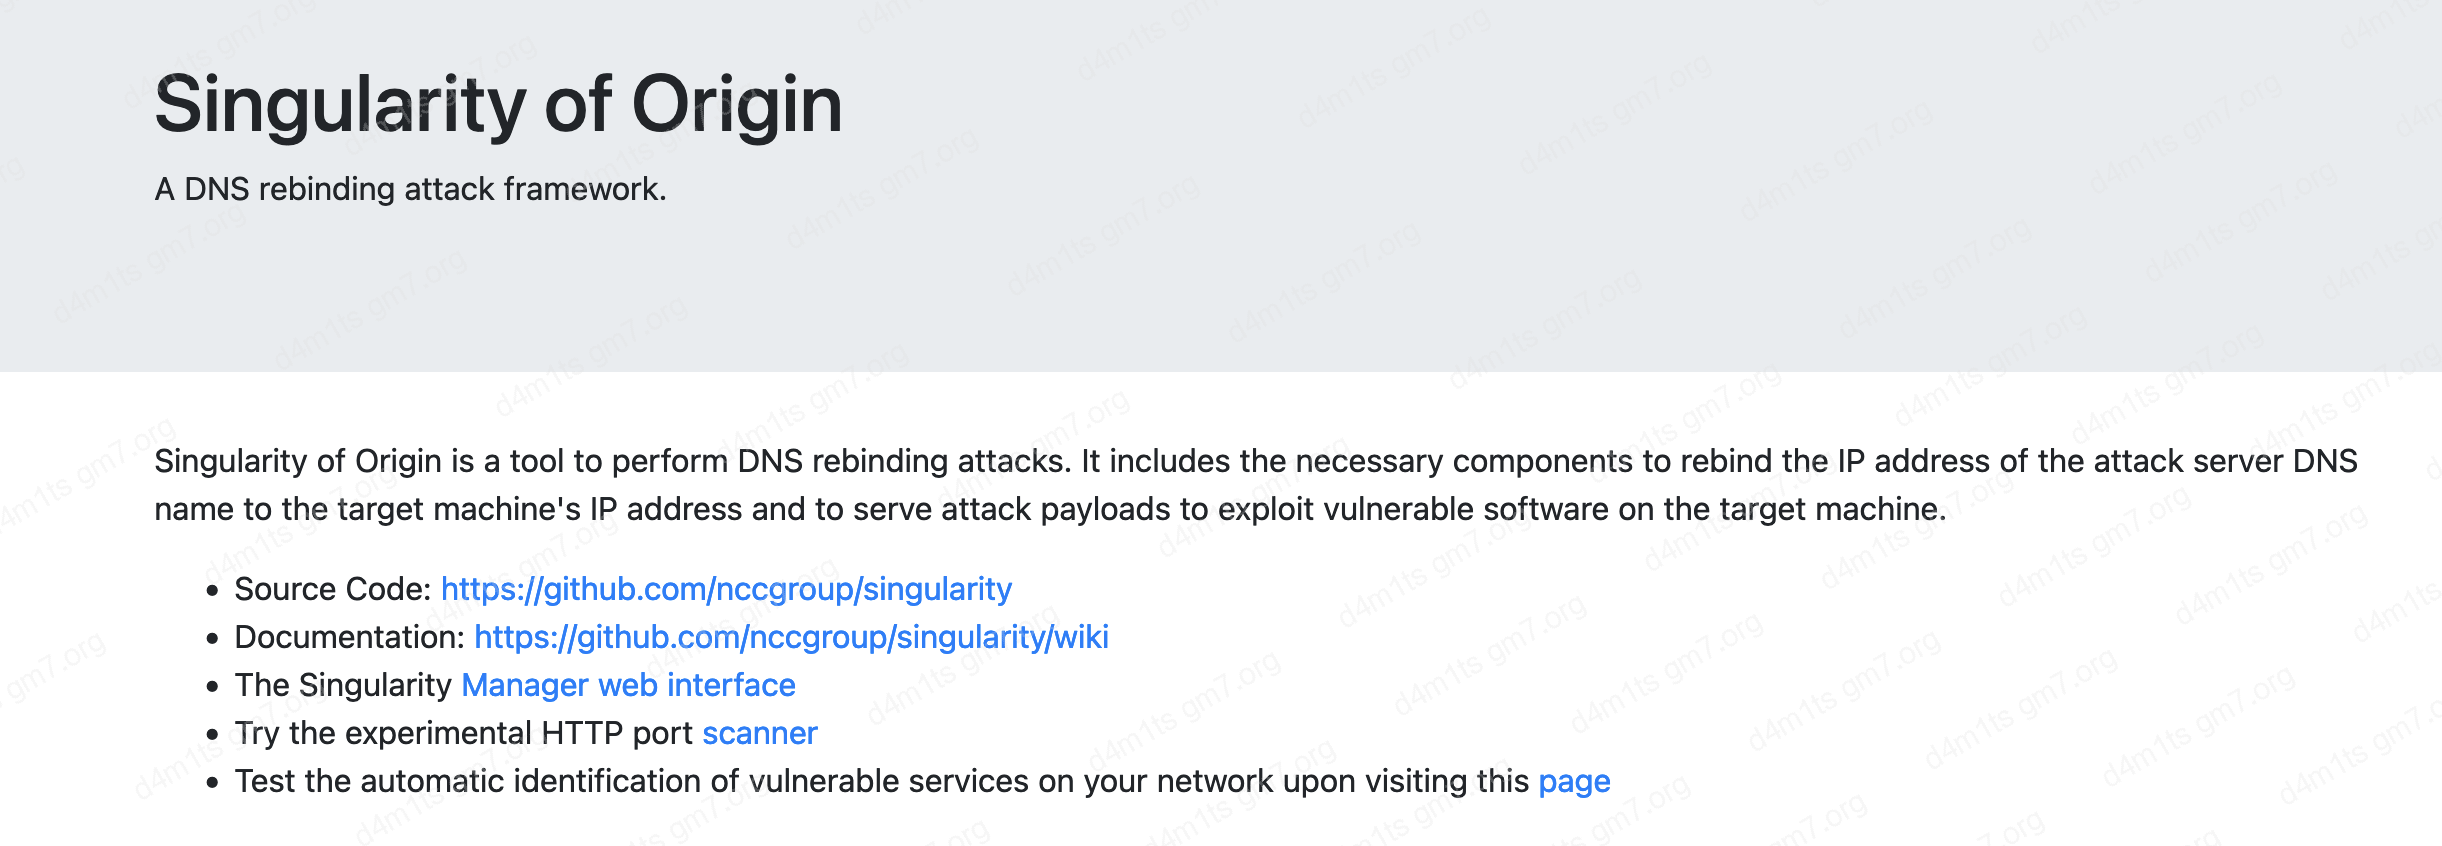 Singularity of Origin
A DNS rebinding attack framework.
Singularity of Origin is a tool to perform DNS rebinding attacks. It includes the necessary components to rebind the IP address of the attack server DNS
name to the target machine's IP address and to serve attack payloads to exploit vulnerable software on the target machine.
Source Code: https://github.com/nccgroup/singularity
Documentation: https://github.com/nccgroup/singularity/wiki
The Singularity Manager web interface
Try the experimental HTTP port scanner
Test the automatic identification of vulnerable services on your network upon visiting this page
d4m1ts gm7.org